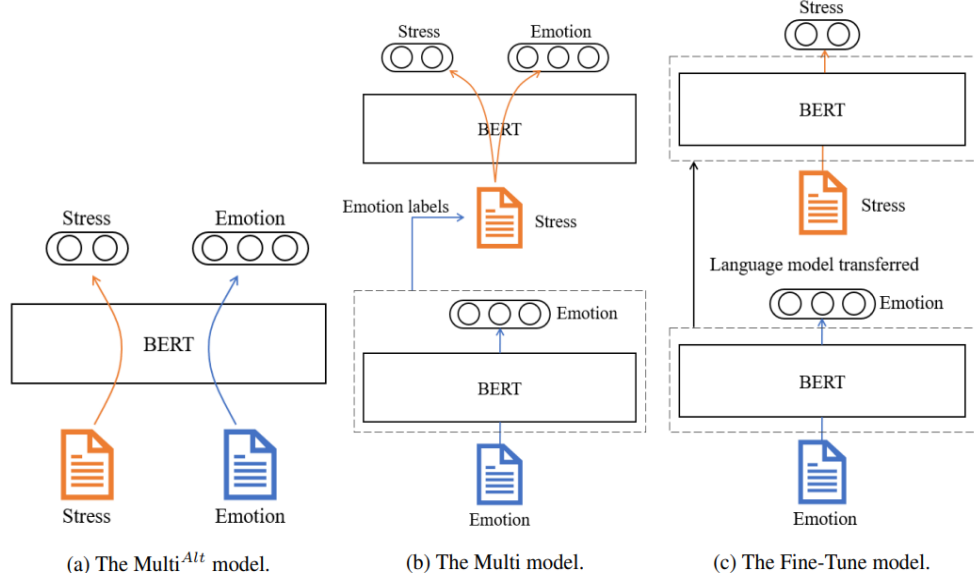 Stress
Emotion
BERT
Stress
Emotion
(a) The Multi^Alt model.
Stress
Emotion
BERT
Emotion labels
Stress
Emotion
BERT
Emotion
(b) The Multi model.
Stress
BERT
Stress
Language model transferred
Emotion
BERT
Emotion
(c) The Fine-Tune model.